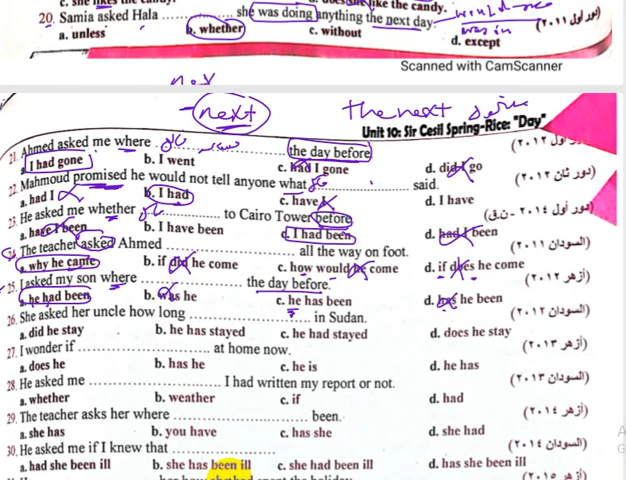 c. she likes the candy. like the candy.
20. Samia asked Hala .............. she was doing anything the next day.
(دور أول ٢٠١١)
a. unless b. whether c. without d. except
was in
Scanned with CamScanner
next the next
Unit 10: Sir Cesil Spring-Rice: "Day"
21. Ahmed asked me where .............. the day before
a. I had gone b. I went c. had I gone d. did I go
22. Mahmoud promised he would not tell anyone what .............. said.
(دور ثان ٢٠١٢)
a. had I b. I had c. have I d. I have
23. He asked me whether .............. to Cairo Tower before
(دور أول ٢٠١٤ - ن.ق)
a. have I been b. I have been c. I had been d. had I been
24. The teacher asked Ahmed .............. all the way on foot.
(السودان ٢٠١١)
a. why he came b. if did he come c. how would he come d. if does he come
25. I asked my son where .............. the day before.
(أزهر ٢٠١٢)
a. he had been b. was he c. he has been d. has he been
26. She asked her uncle how long .............. in Sudan.
(السودان ٢٠١٢)
a. did he stay b. he has stayed c. he had stayed d. does he stay
27. I wonder if .............. at home now.
(أزهر ٢٠١٣)
a. does he b. has he c. he is d. he has
28. He asked me .............. I had written my report or not.
(السودان ٢٠١٣)
a. whether b. weather c. if d. had
29. The teacher asks her where .............. been.
(أزهر ٢٠١٤)
a. she has b. you have c. has she d. she had
30. He asked me if I knew that ..............
(السودان ٢٠١٤)
a. had she been ill b. she has been ill c. she had been ill d. has she been ill